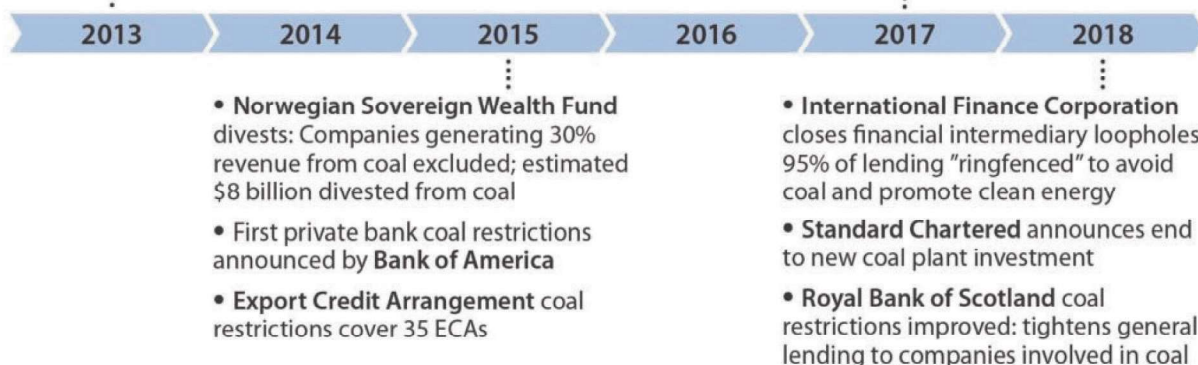 2013 2014 2015 2016 2017 2018
• Norwegian Sovereign Wealth Fund
divests: Companies generating 30%
revenue from coal excluded; estimated
$8 billion divested from coal
• First private bank coal restrictions
announced by Bank of America
• Export Credit Arrangement coal
restrictions cover 35 ECAs
• International Finance Corporation
closes financial intermediary loopholes
95% of lending "ringfenced" to avoid
coal and promote clean energy
• Standard Chartered announces end
to new coal plant investment
• Royal Bank of Scotland coal
restrictions improved: tightens general
lending to companies involved in coal